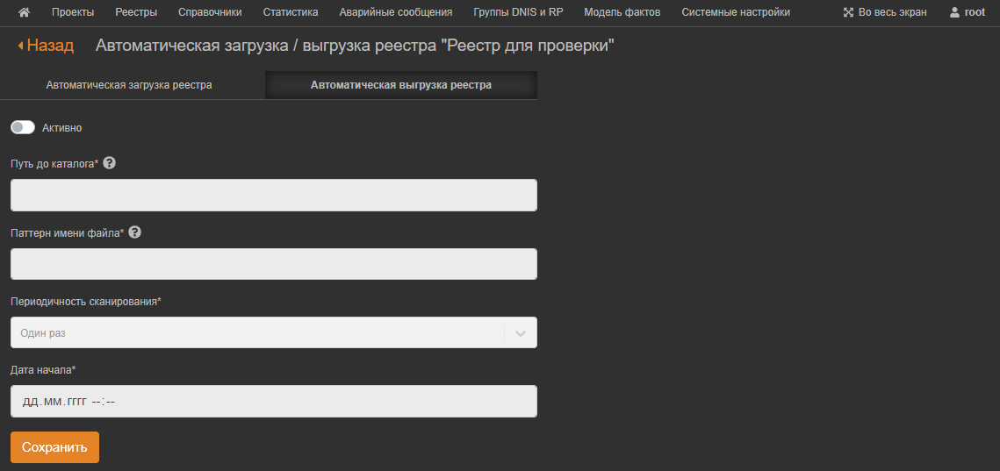 Проекты Реестры Справочники Статистика Аварийные сообщения Группы DNIS и RP Модель фактов Системные настройки Во весь экран root
Назад Автоматическая загрузка / выгрузка реестра "Реестр для проверки"
Автоматическая загрузка реестра Автоматическая выгрузка реестра
Активно
Путь до каталога* ?
Паттерн имени файла* ?
Периодичность сканирования*
Один раз
Дата начала*
ДД.ММ.ГГГГ --:--
Сохранить